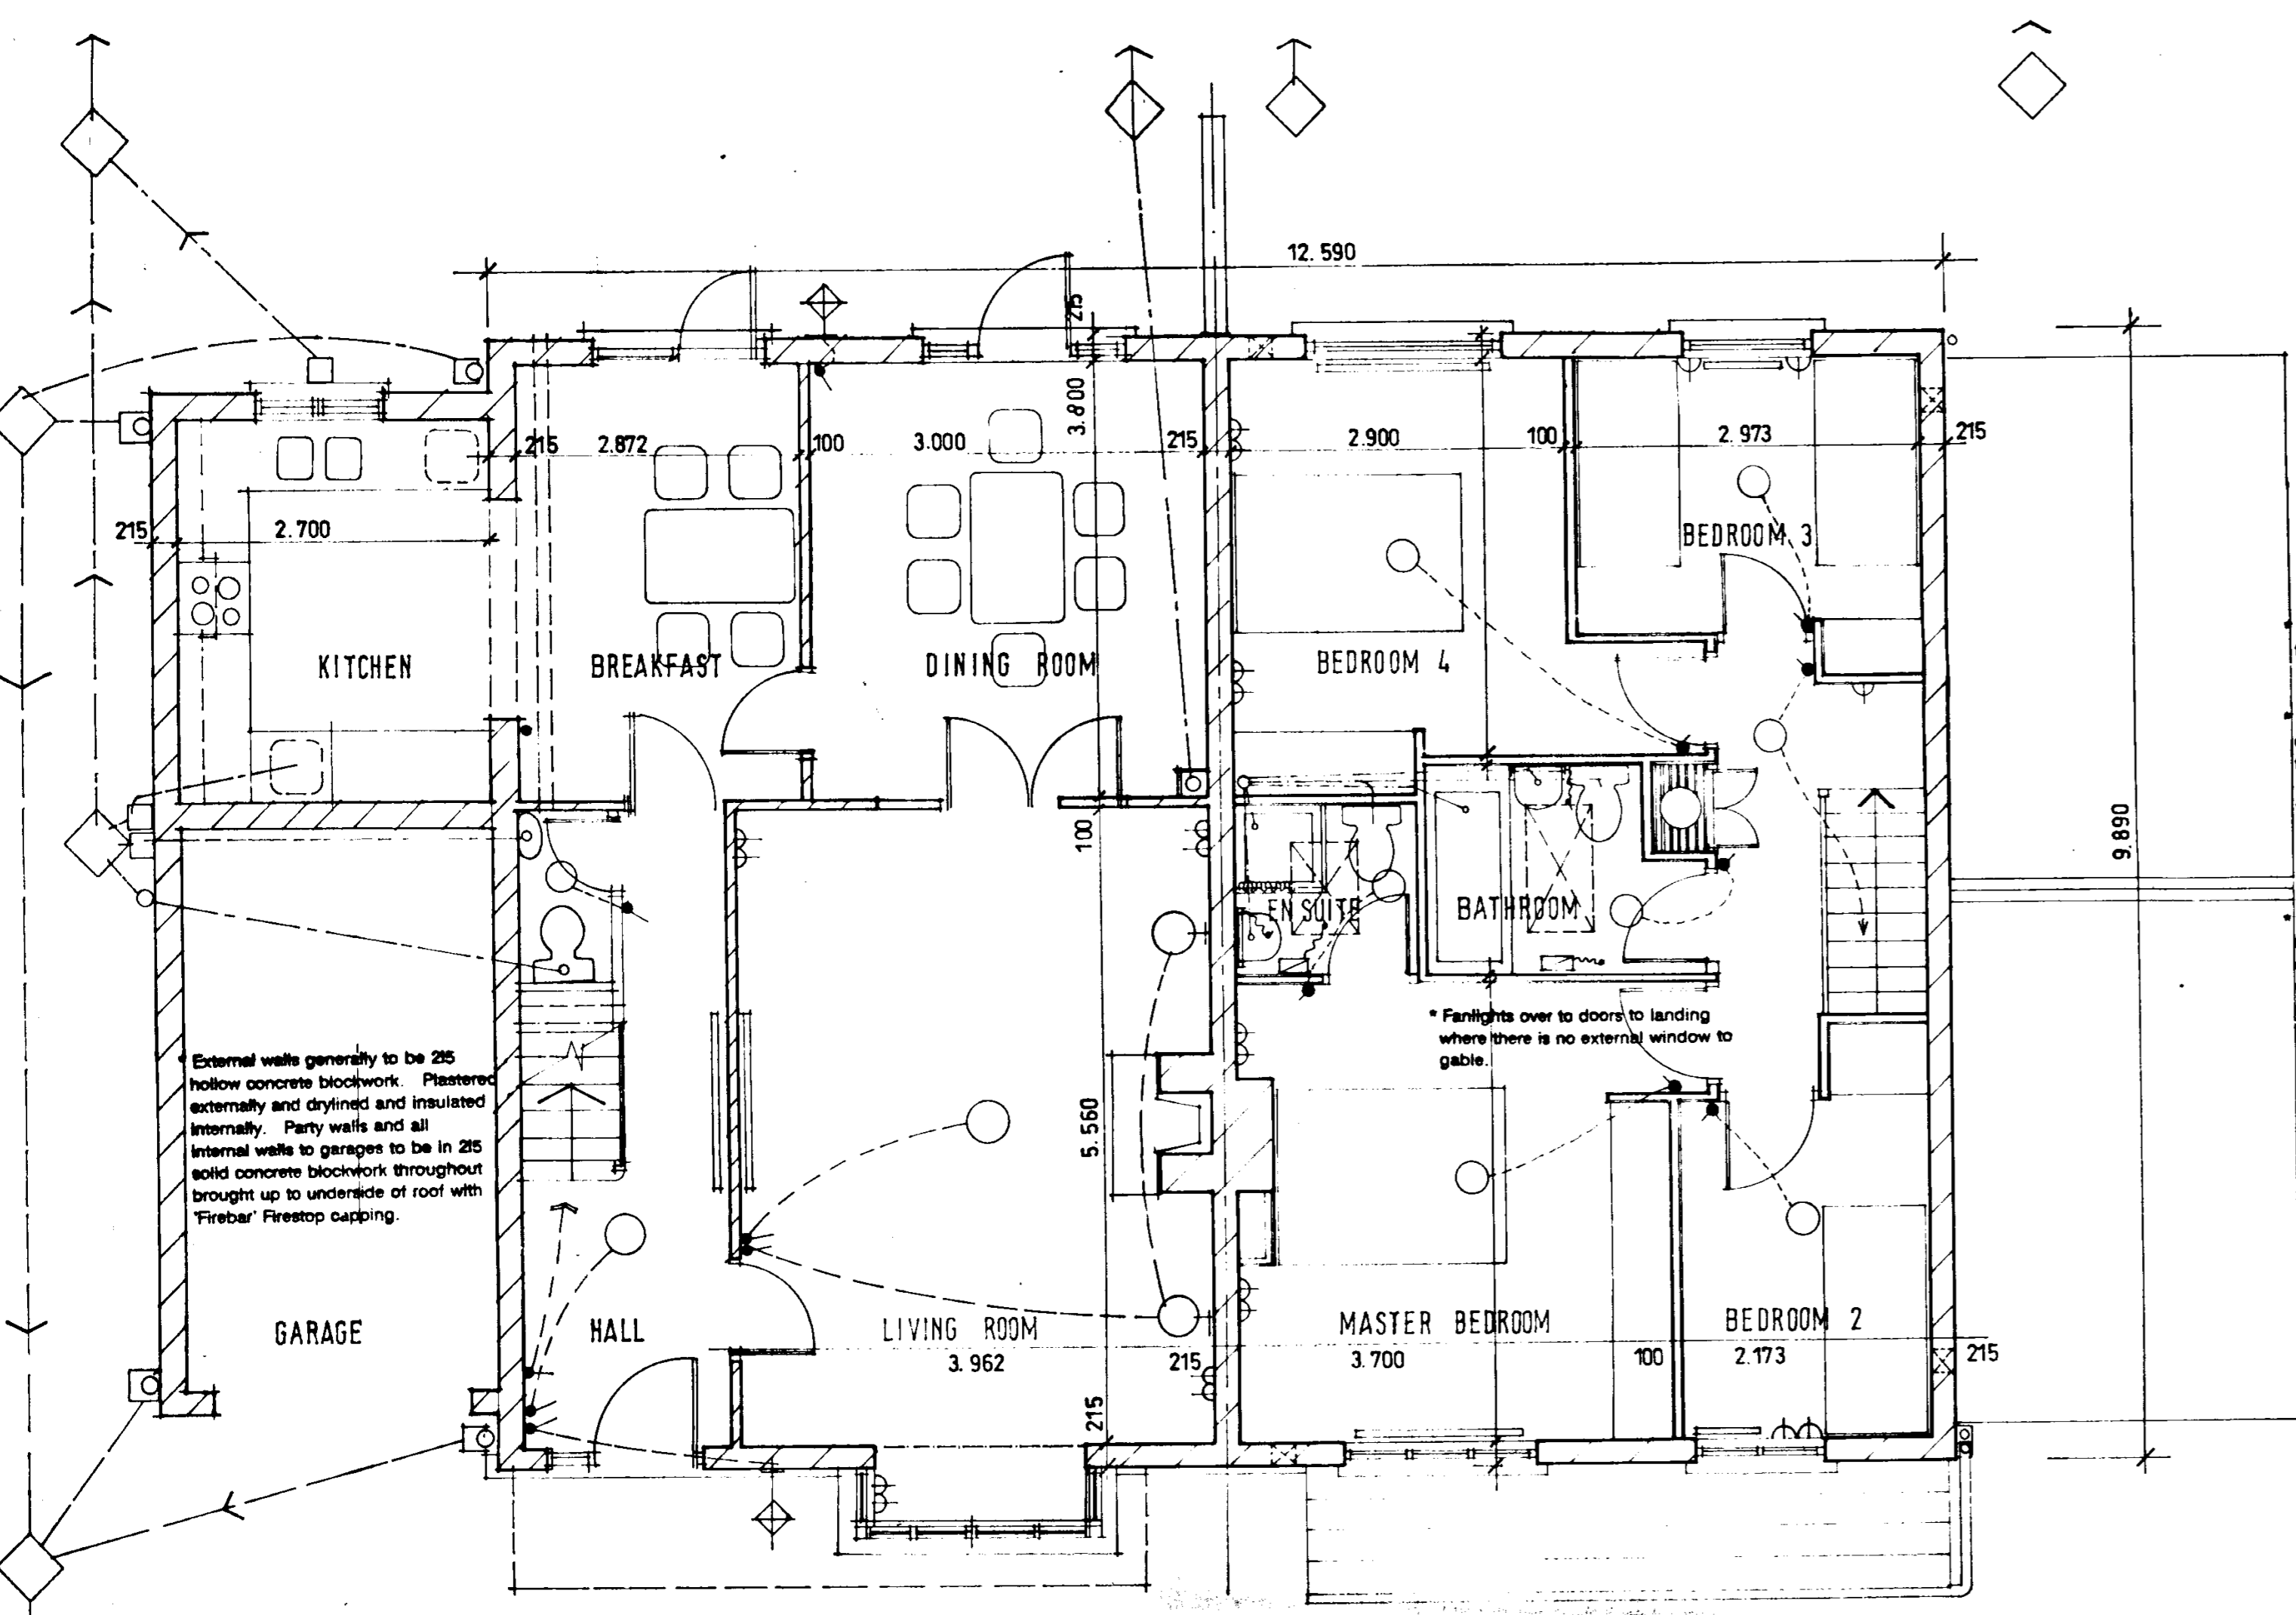 12.590
215
3.800
215
2.872
100
3.000
215
2.900
100
2.973
215
215
2.700
BEDROOM 3
KITCHEN
BREAKFAST
DINING ROOM
BEDROOM 4
100
9.890
EN SUITE
BATHROOM
* Fanlights over to doors to landing
where there is no external window to
gable.
External walls generally to be 215
hollow concrete blockwork. Plastered
externally and drylined and insulated
internally. Party walls and all
internal walls to garages to be in 215
solid concrete blockwork throughout
brought up to underside of roof with
'Firebar' Firestop capping.
5.560
GARAGE
HALL
LIVING ROOM
3.962
215
MASTER BEDROOM
3.700
100
BEDROOM 2
2.173
215
215